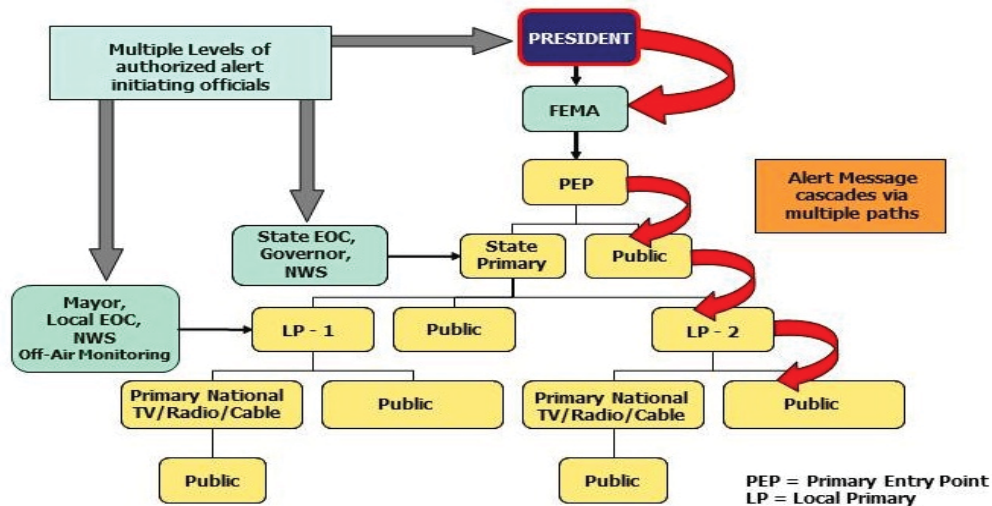 Multiple Levels of
authorized alert
initiating officials
PRESIDENT
FEMA
PEP
Alert Message
cascades via
multiple paths
State EOC,
Governor,
NWS
State
Primary
Public
Mayor,
Local EOC,
NWS
Off-Air Monitoring
LP - 1
Public
LP - 2
Primary National
TV/Radio/Cable
Public
Primary National
TV/Radio/Cable
Public
Public
Public
PEP = Primary Entry Point
LP = Local Primary